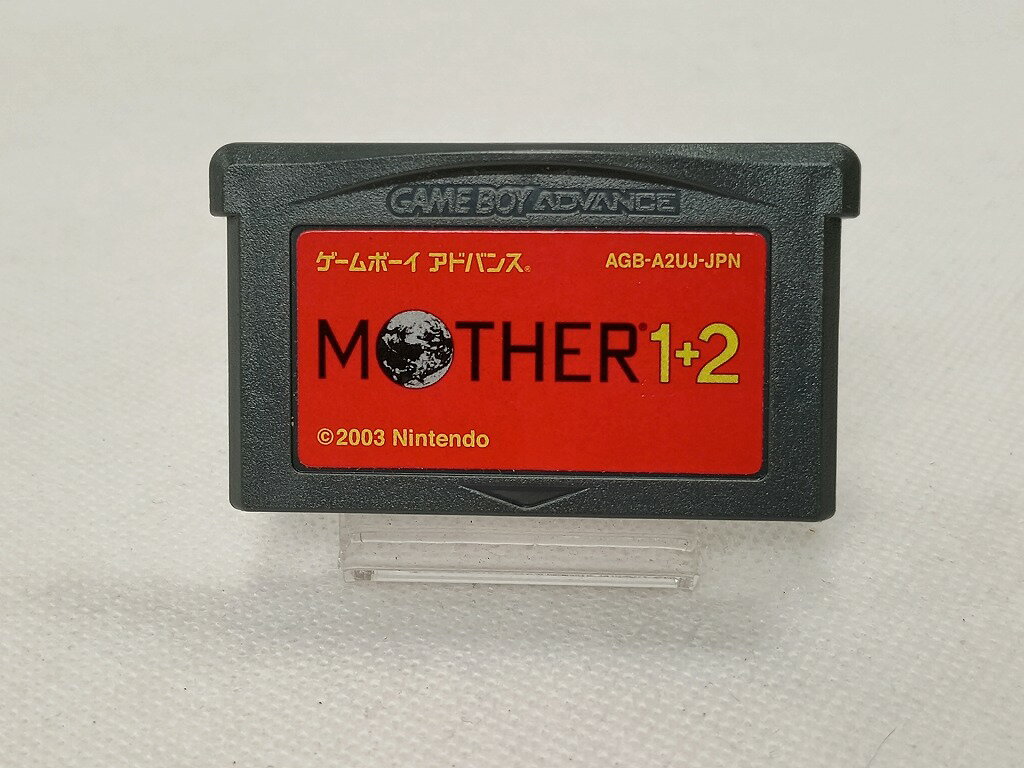 GAME BOY ADVANCE
ゲームボーイ アドバンス® AGB-A2UJ-JPN
MOTHER® 1+2
©2003 Nintendo